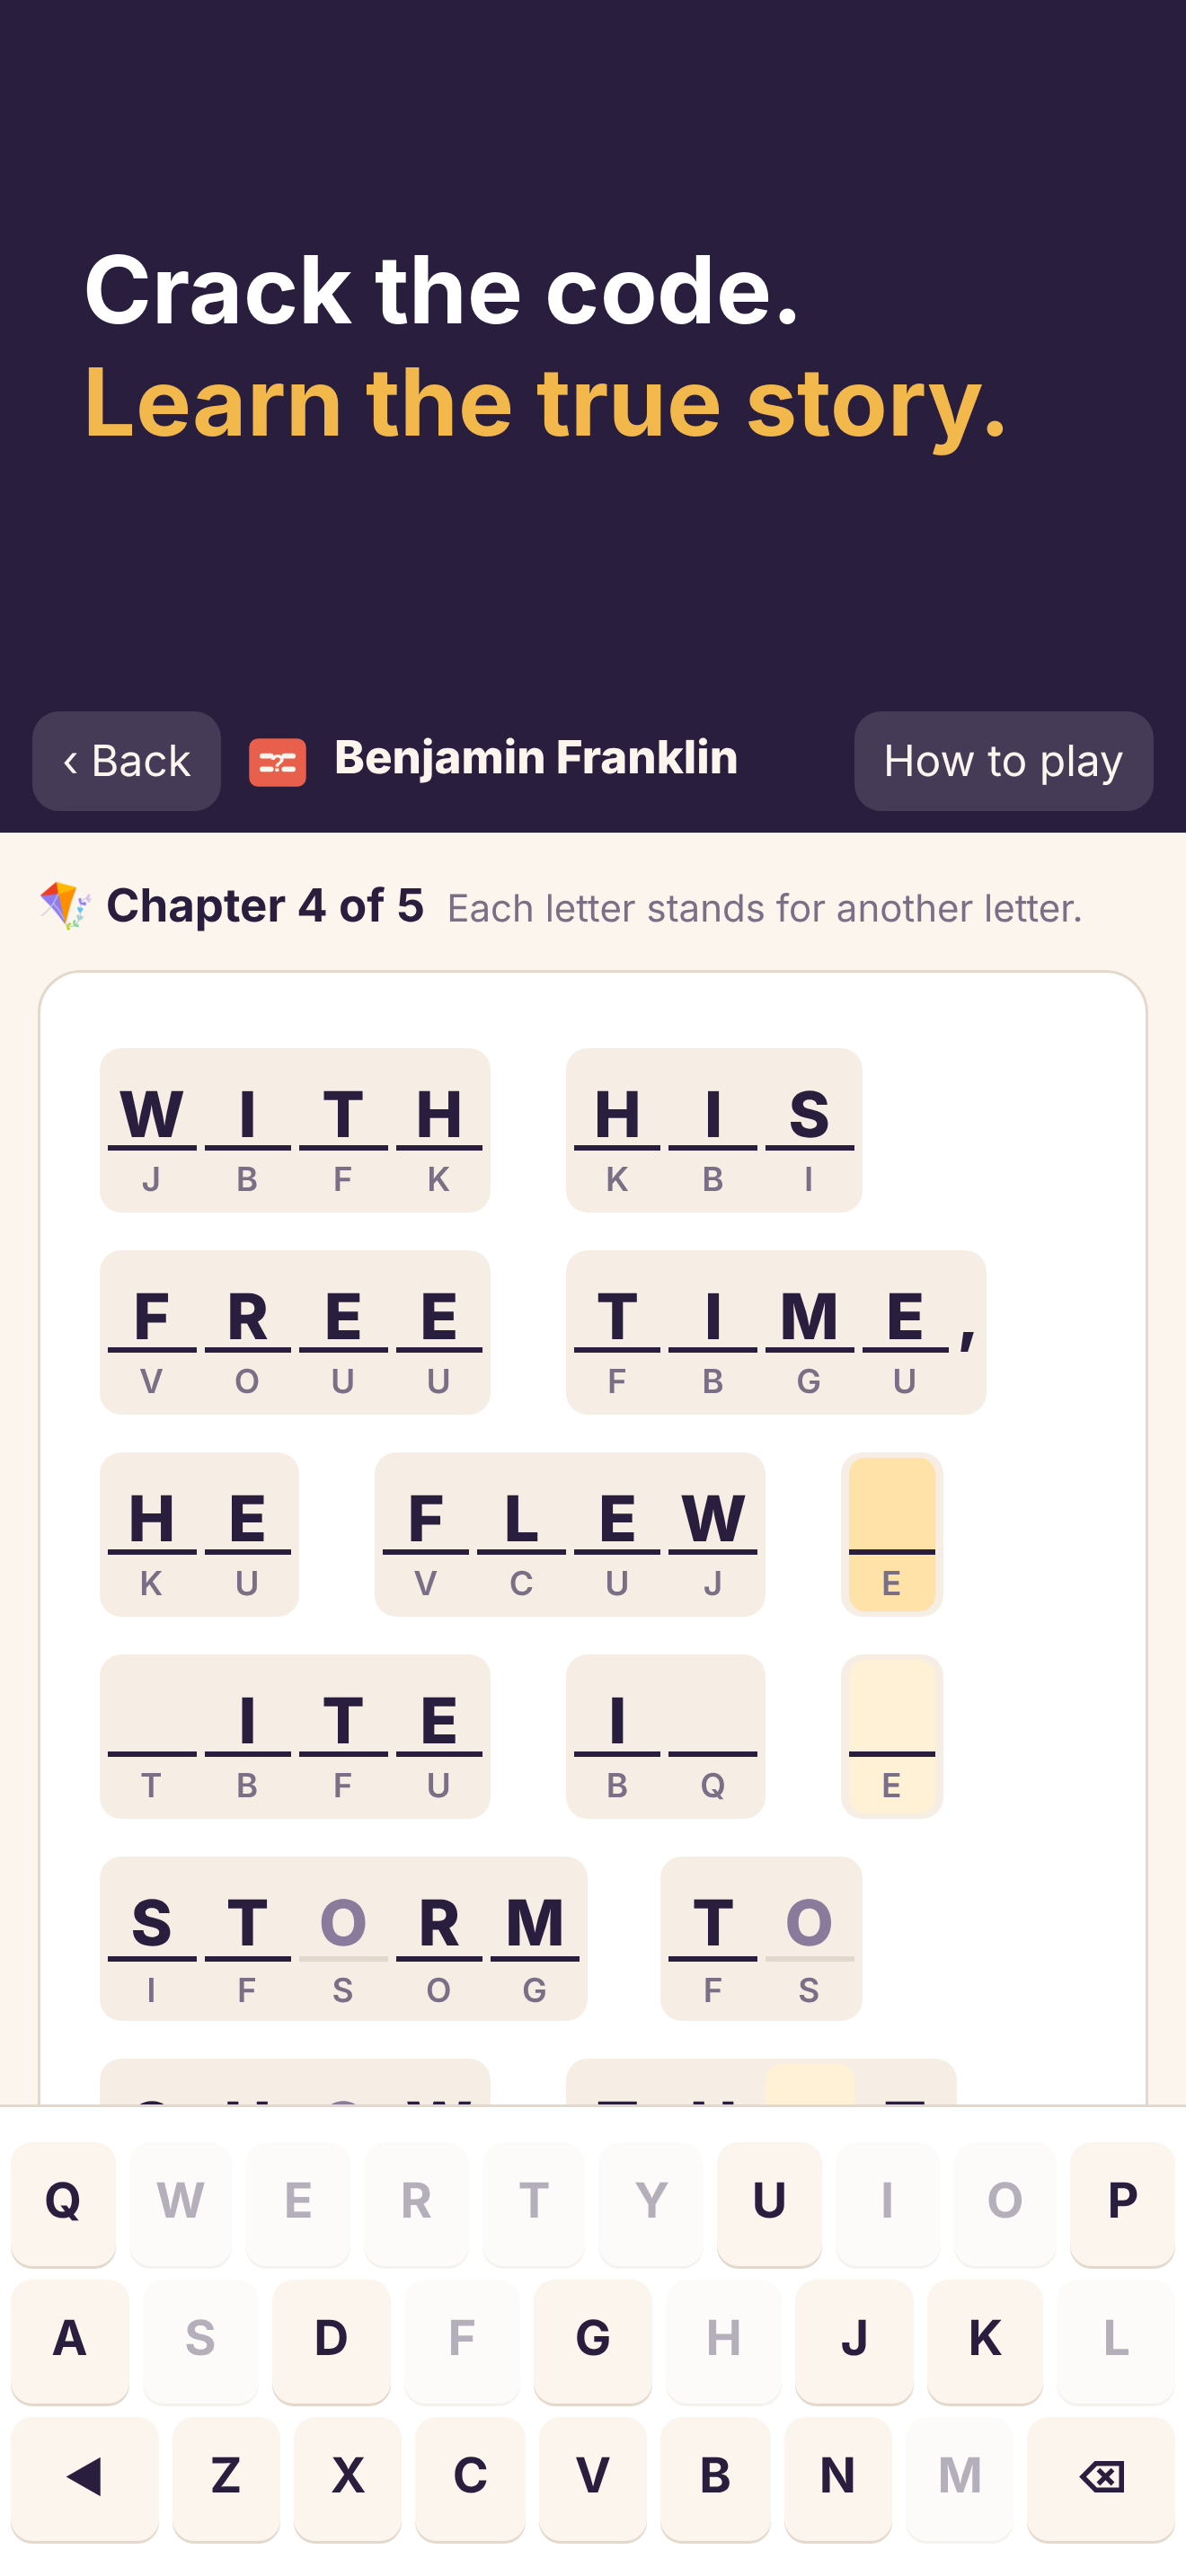 Crack the code.
Learn the true story.
‹ Back
Benjamin Franklin
How to play
Chapter 4 of 5 Each letter stands for another letter.
W I T H H I S
J B F K K B I
F R E E T I M E ,
V O U U F B G U
H E F L E W
K U V C U J E
I T E I
T B F U B Q E
S T O R M T O
I F S O G F S
Q W E R T Y U I O P
A S D F G H J K L
Z X C V B N M